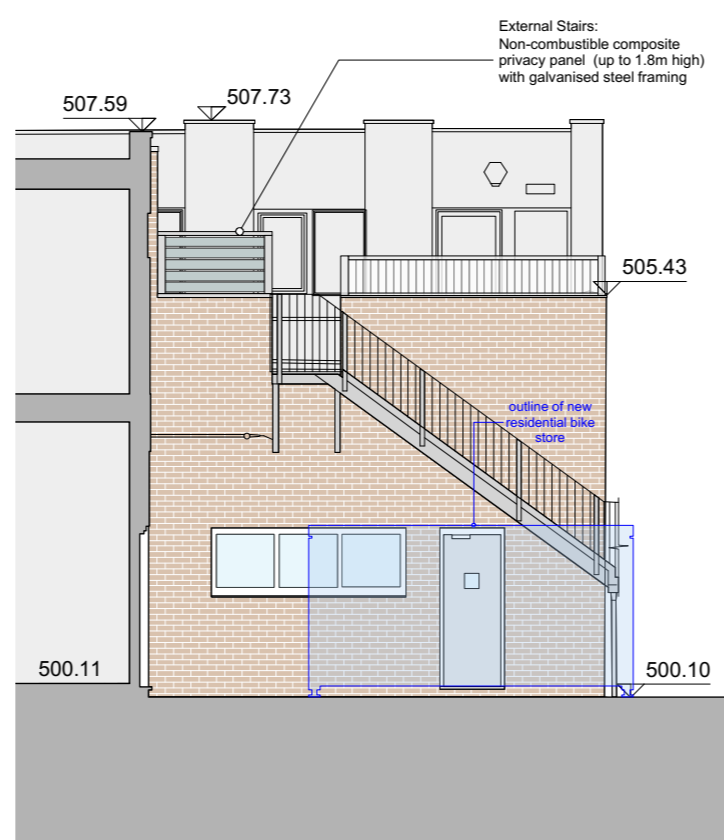 External Stairs:
Non-combustible composite
privacy panel (up to 1.8m high)
with galvanised steel framing
507.59
507.73
505.43
outline of new
residential bike
store
500.11
500.10